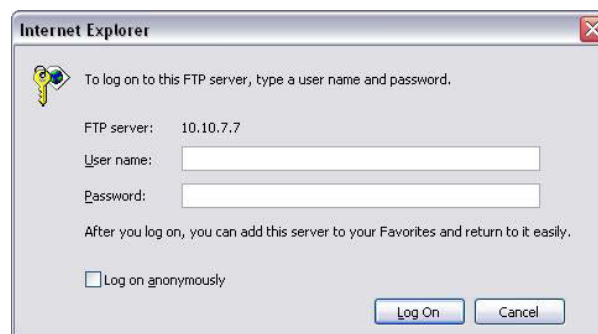 Internet Explorer
To log on to this FTP server, type a user name and password.
FTP server: 10.10.7.7
User name:
Password:
After you log on, you can add this server to your Favorites and return to it easily.
Log on anonymously
Log On Cancel